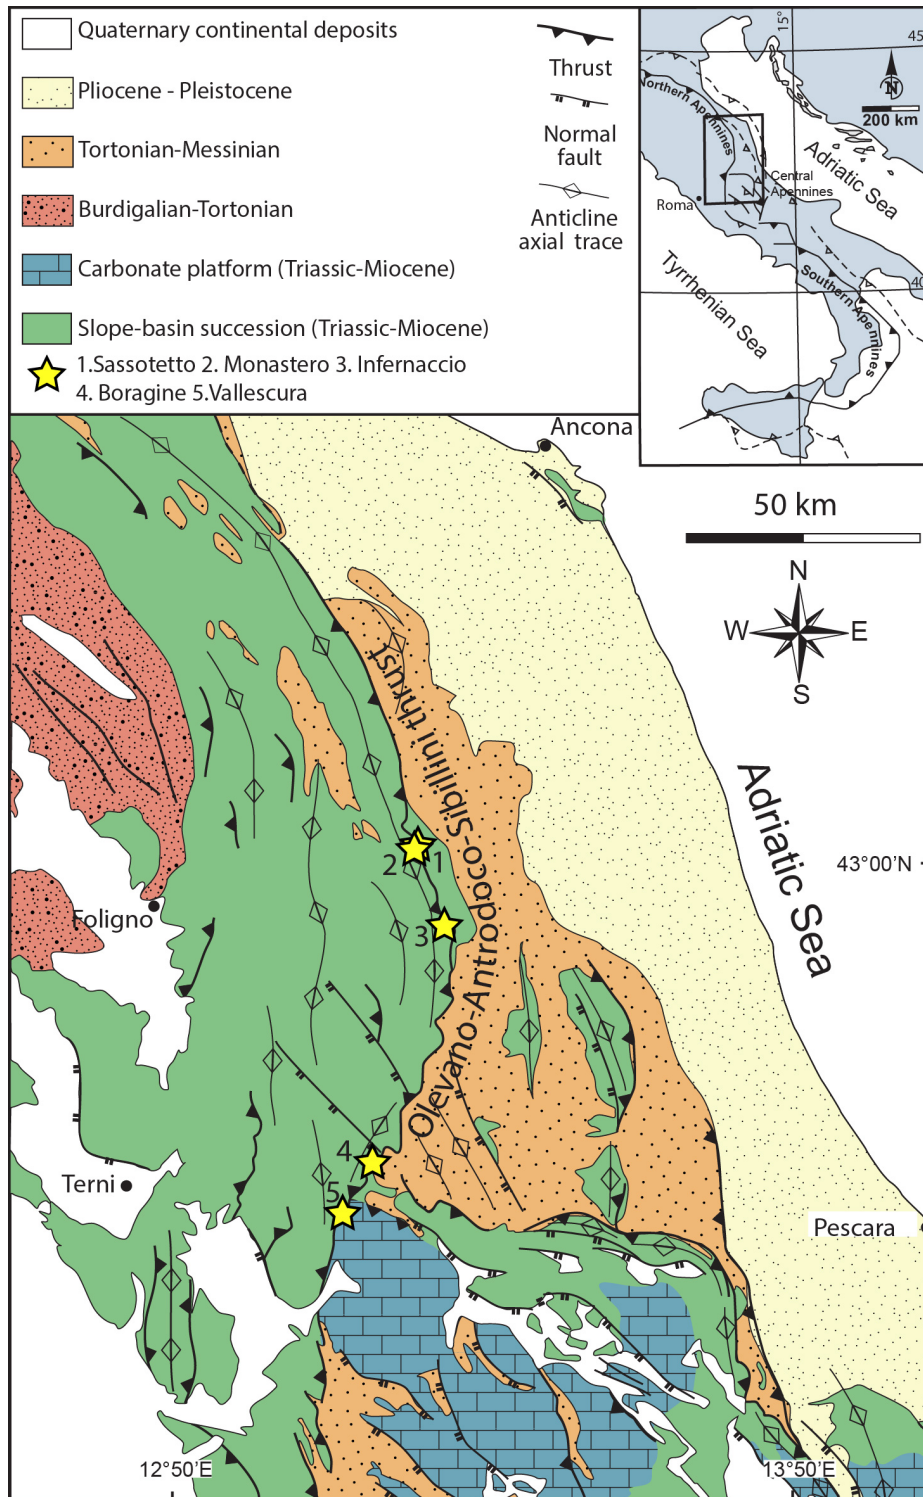 Quaternary continental deposits
Pliocene - Pleistocene
Tortonian-Messinian
Burdigalian-Tortonian
Carbonate platform (Triassic-Miocene)
Slope-basin succession (Triassic-Miocene)
1.Sassotetto 2. Monastero 3. Infernaccio
4. Boragine 5.Vallescura
Thrust
Normal
fault
Anticline
axial trace
15°
45
N
200 km
Northern Apennines
Adriatic Sea
Central
Apennines
Roma
Tyrrhenian Sea
40
Southern Apennines
Ancona
50 km
N
W
E
S
Olevano-Antrodoco-Sibillini thrust
Adriatic Sea
43°00'N
1
2
3
Foligno
4
5
Terni
Pescara
12°50'E
13°50'E